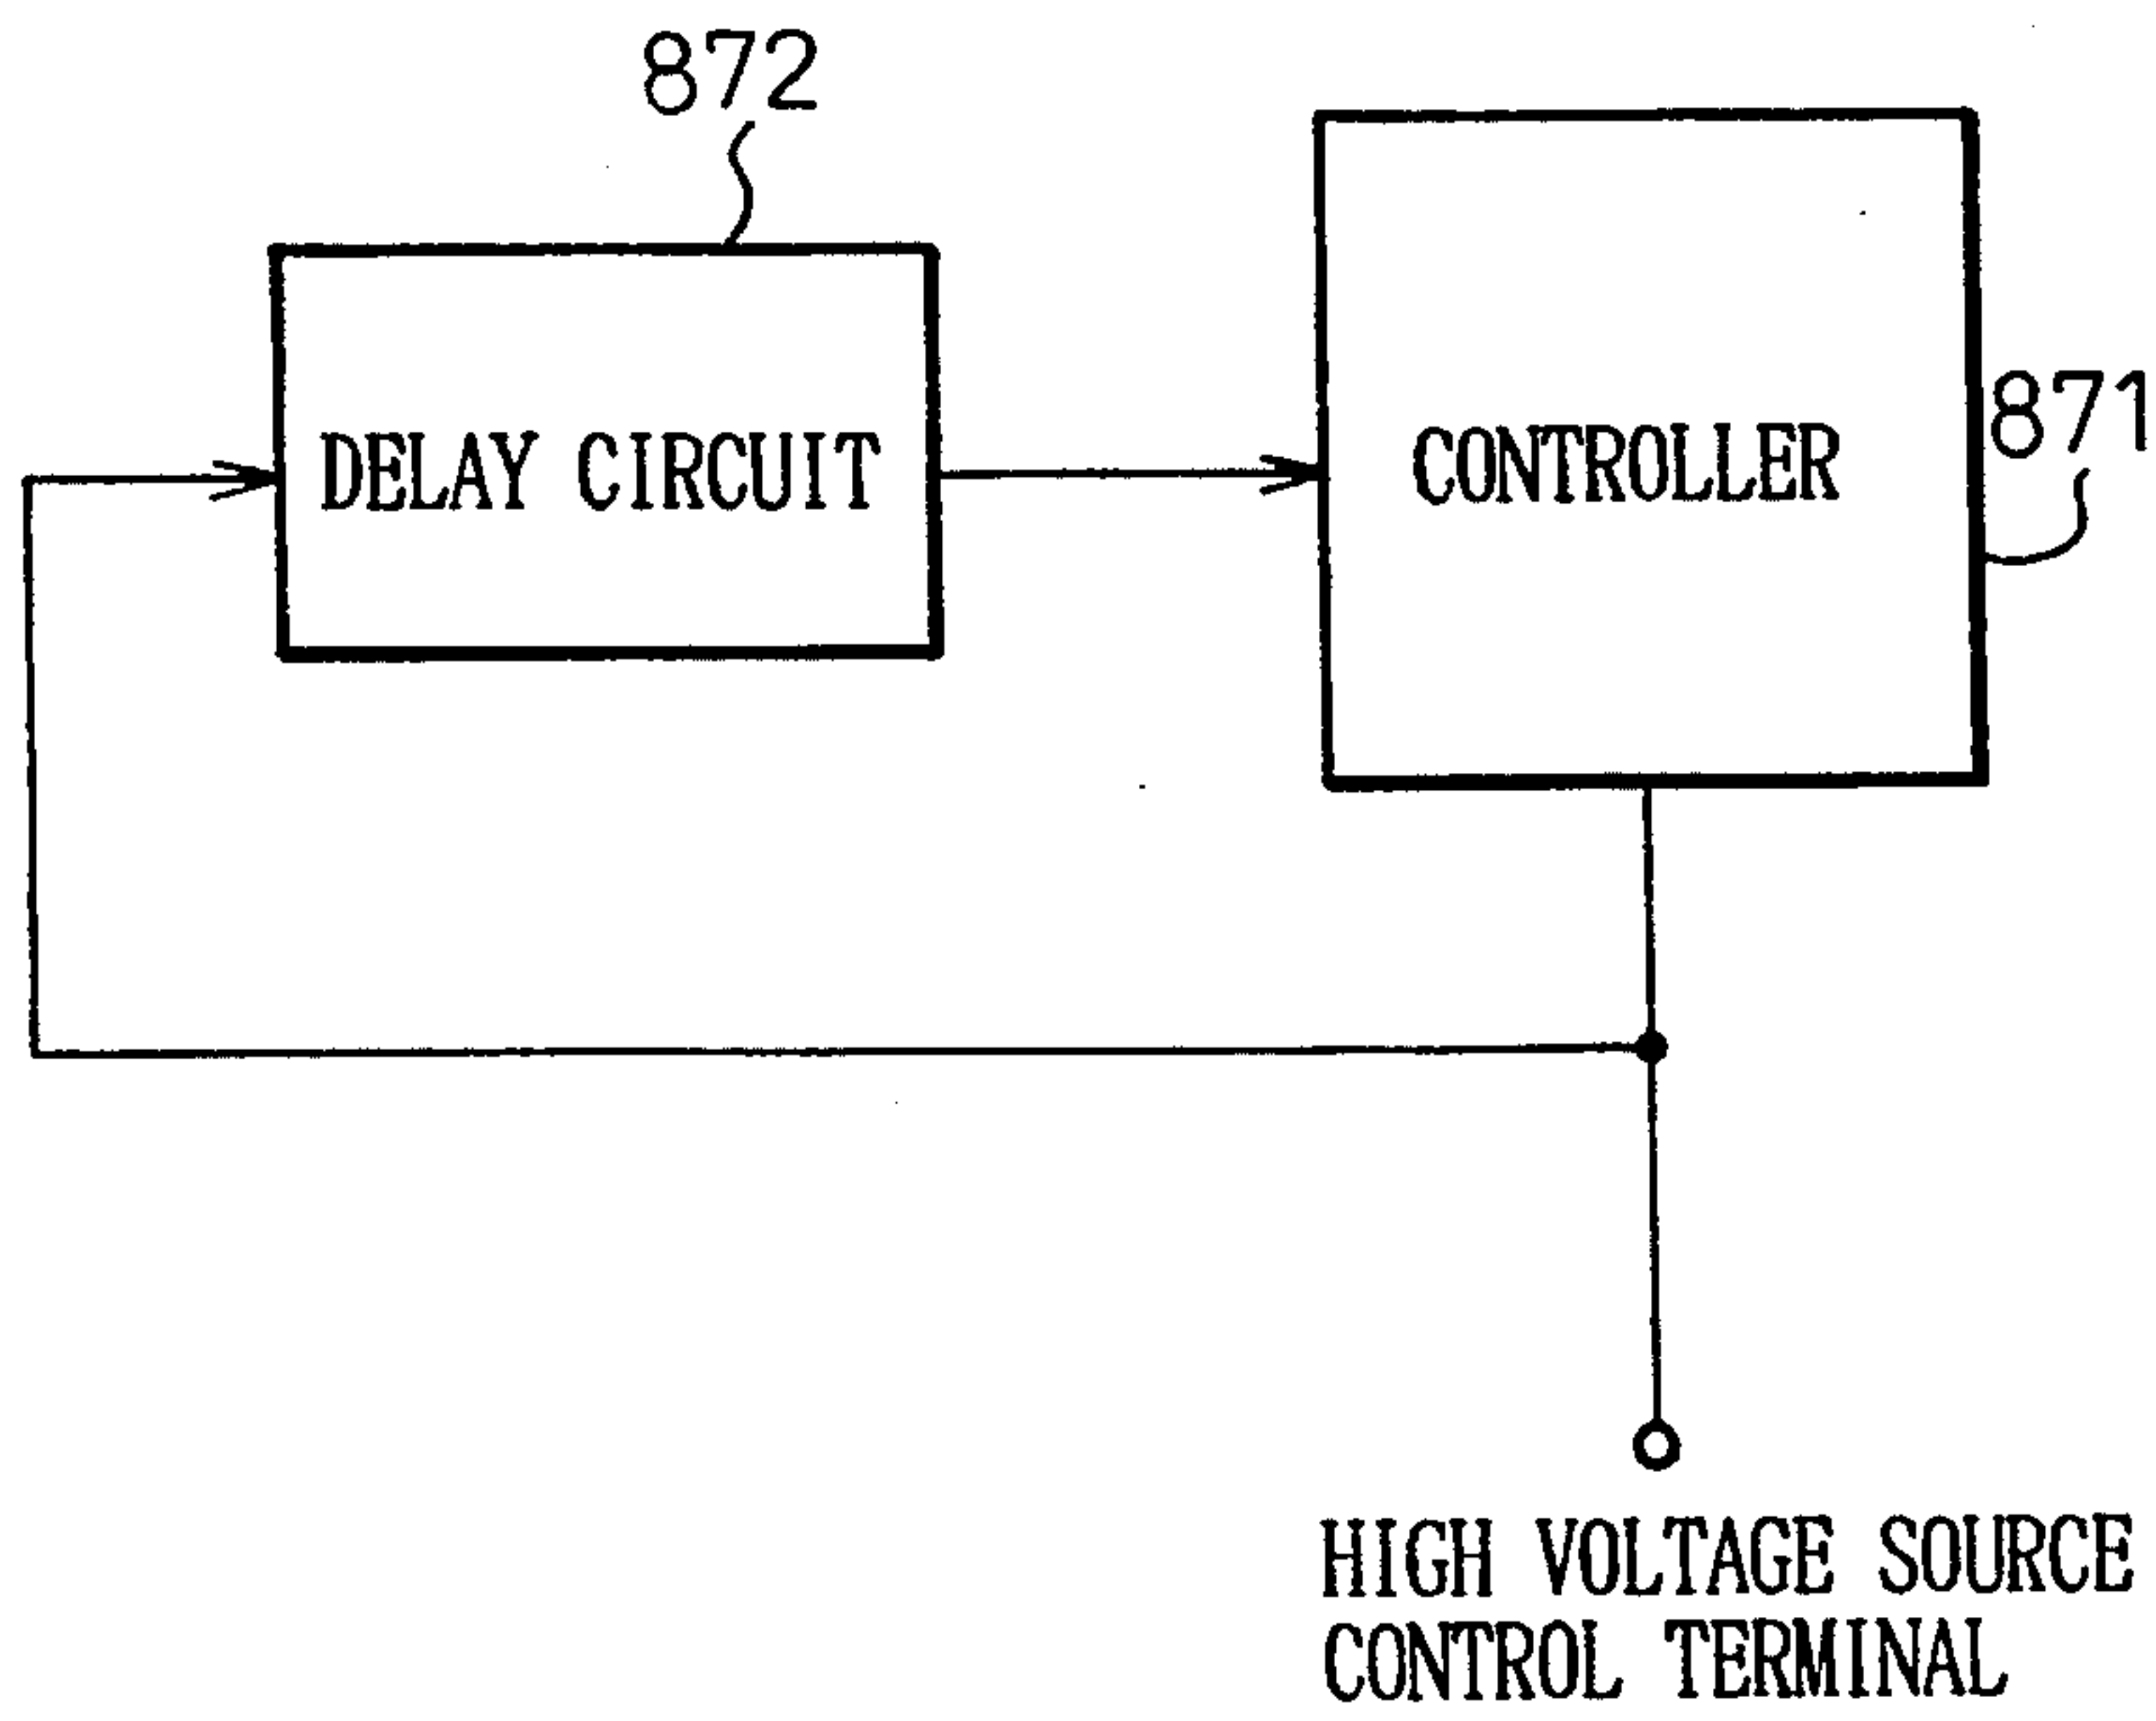 872
DELAY CIRCUIT
CONTROLLER
871
HIGH VOLTAGE SOURCE
CONTROL TERMINAL